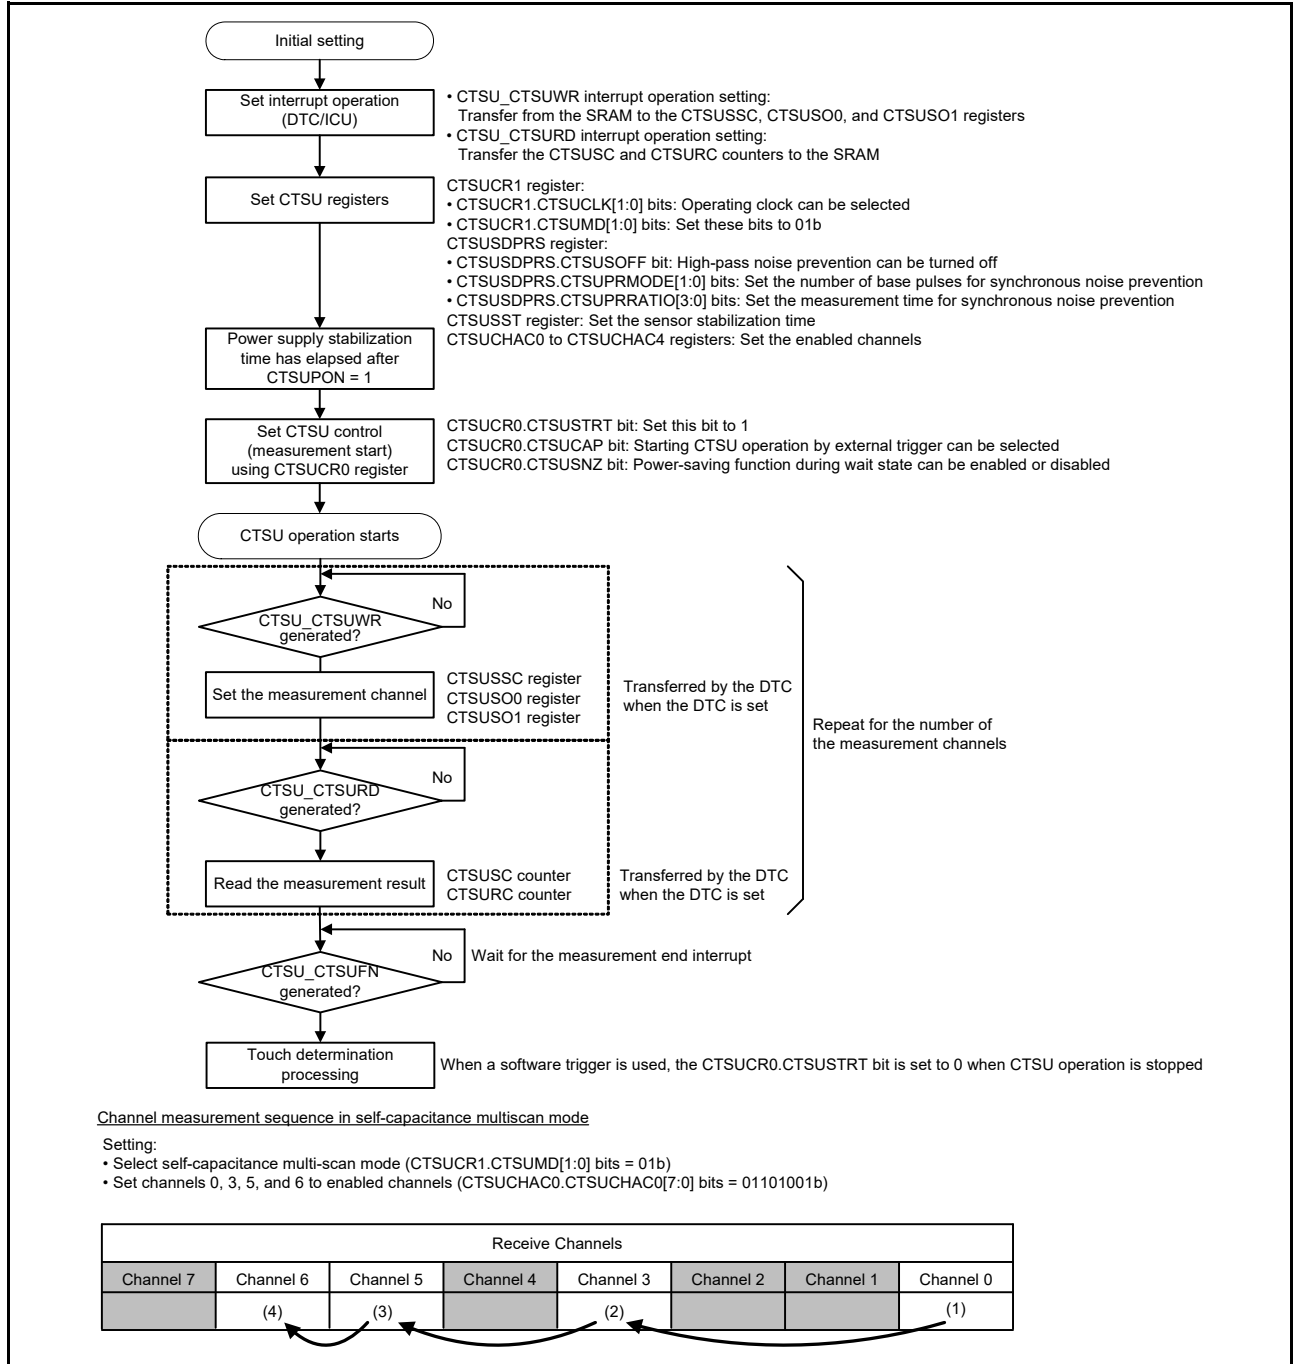 Initial setting
Set interrupt operation
(DTC/ICU)
• CTSU_CTSUWR interrupt operation setting:
Transfer from the SRAM to the CTSUSSC, CTSUSO0, and CTSUSO1 registers
• CTSU_CTSURD interrupt operation setting:
Transfer the CTSUSC and CTSURC counters to the SRAM
Set CTSU registers
CTSUCR1 register:
• CTSUCR1.CTSUCLK[1:0] bits: Operating clock can be selected
• CTSUCR1.CTSUMD[1:0] bits: Set these bits to 01b
CTSUSDPRS register:
• CTSUSDPRS.CTSUSOFF bit: High-pass noise prevention can be turned off
• CTSUSDPRS.CTSUPRMODE[1:0] bits: Set the number of base pulses for synchronous noise prevention
• CTSUSDPRS.CTSUPRRATIO[3:0] bits: Set the measurement time for synchronous noise prevention
CTSUSST register: Set the sensor stabilization time
CTSUCHAC0 to CTSUCHAC4 registers: Set the enabled channels
Power supply stabilization
time has elapsed after
CTSUPON = 1
Set CTSU control
(measurement start)
using CTSUCR0 register
CTSUCR0.CTSUSTRT bit: Set this bit to 1
CTSUCR0.CTSUCAP bit: Starting CTSU operation by external trigger can be selected
CTSUCR0.CTSUSNZ bit: Power-saving function during wait state can be enabled or disabled
CTSU operation starts
No
CTSU_CTSUWR
generated?
Set the measurement channel
CTSUSSC register
CTSUSO0 register
CTSUSO1 register
Transferred by the DTC
when the DTC is set
Repeat for the number of
the measurement channels
No
CTSU_CTSURD
generated?
Read the measurement result
CTSUSC counter
CTSURC counter
Transferred by the DTC
when the DTC is set
No
Wait for the measurement end interrupt
CTSU_CTSUFN
generated?
Touch determination
processing
When a software trigger is used, the CTSUCR0.CTSUSTRT bit is set to 0 when CTSU operation is stopped
Channel measurement sequence in self-capacitance multiscan mode
Setting:
• Select self-capacitance multi-scan mode (CTSUCR1.CTSUMD[1:0] bits = 01b)
• Set channels 0, 3, 5, and 6 to enabled channels (CTSUCHAC0.CTSUCHAC0[7:0] bits = 01101001b)
Receive Channels
Channel 7 Channel 6 Channel 5 Channel 4 Channel 3 Channel 2 Channel 1 Channel 0
(4) (3) (2) (1)